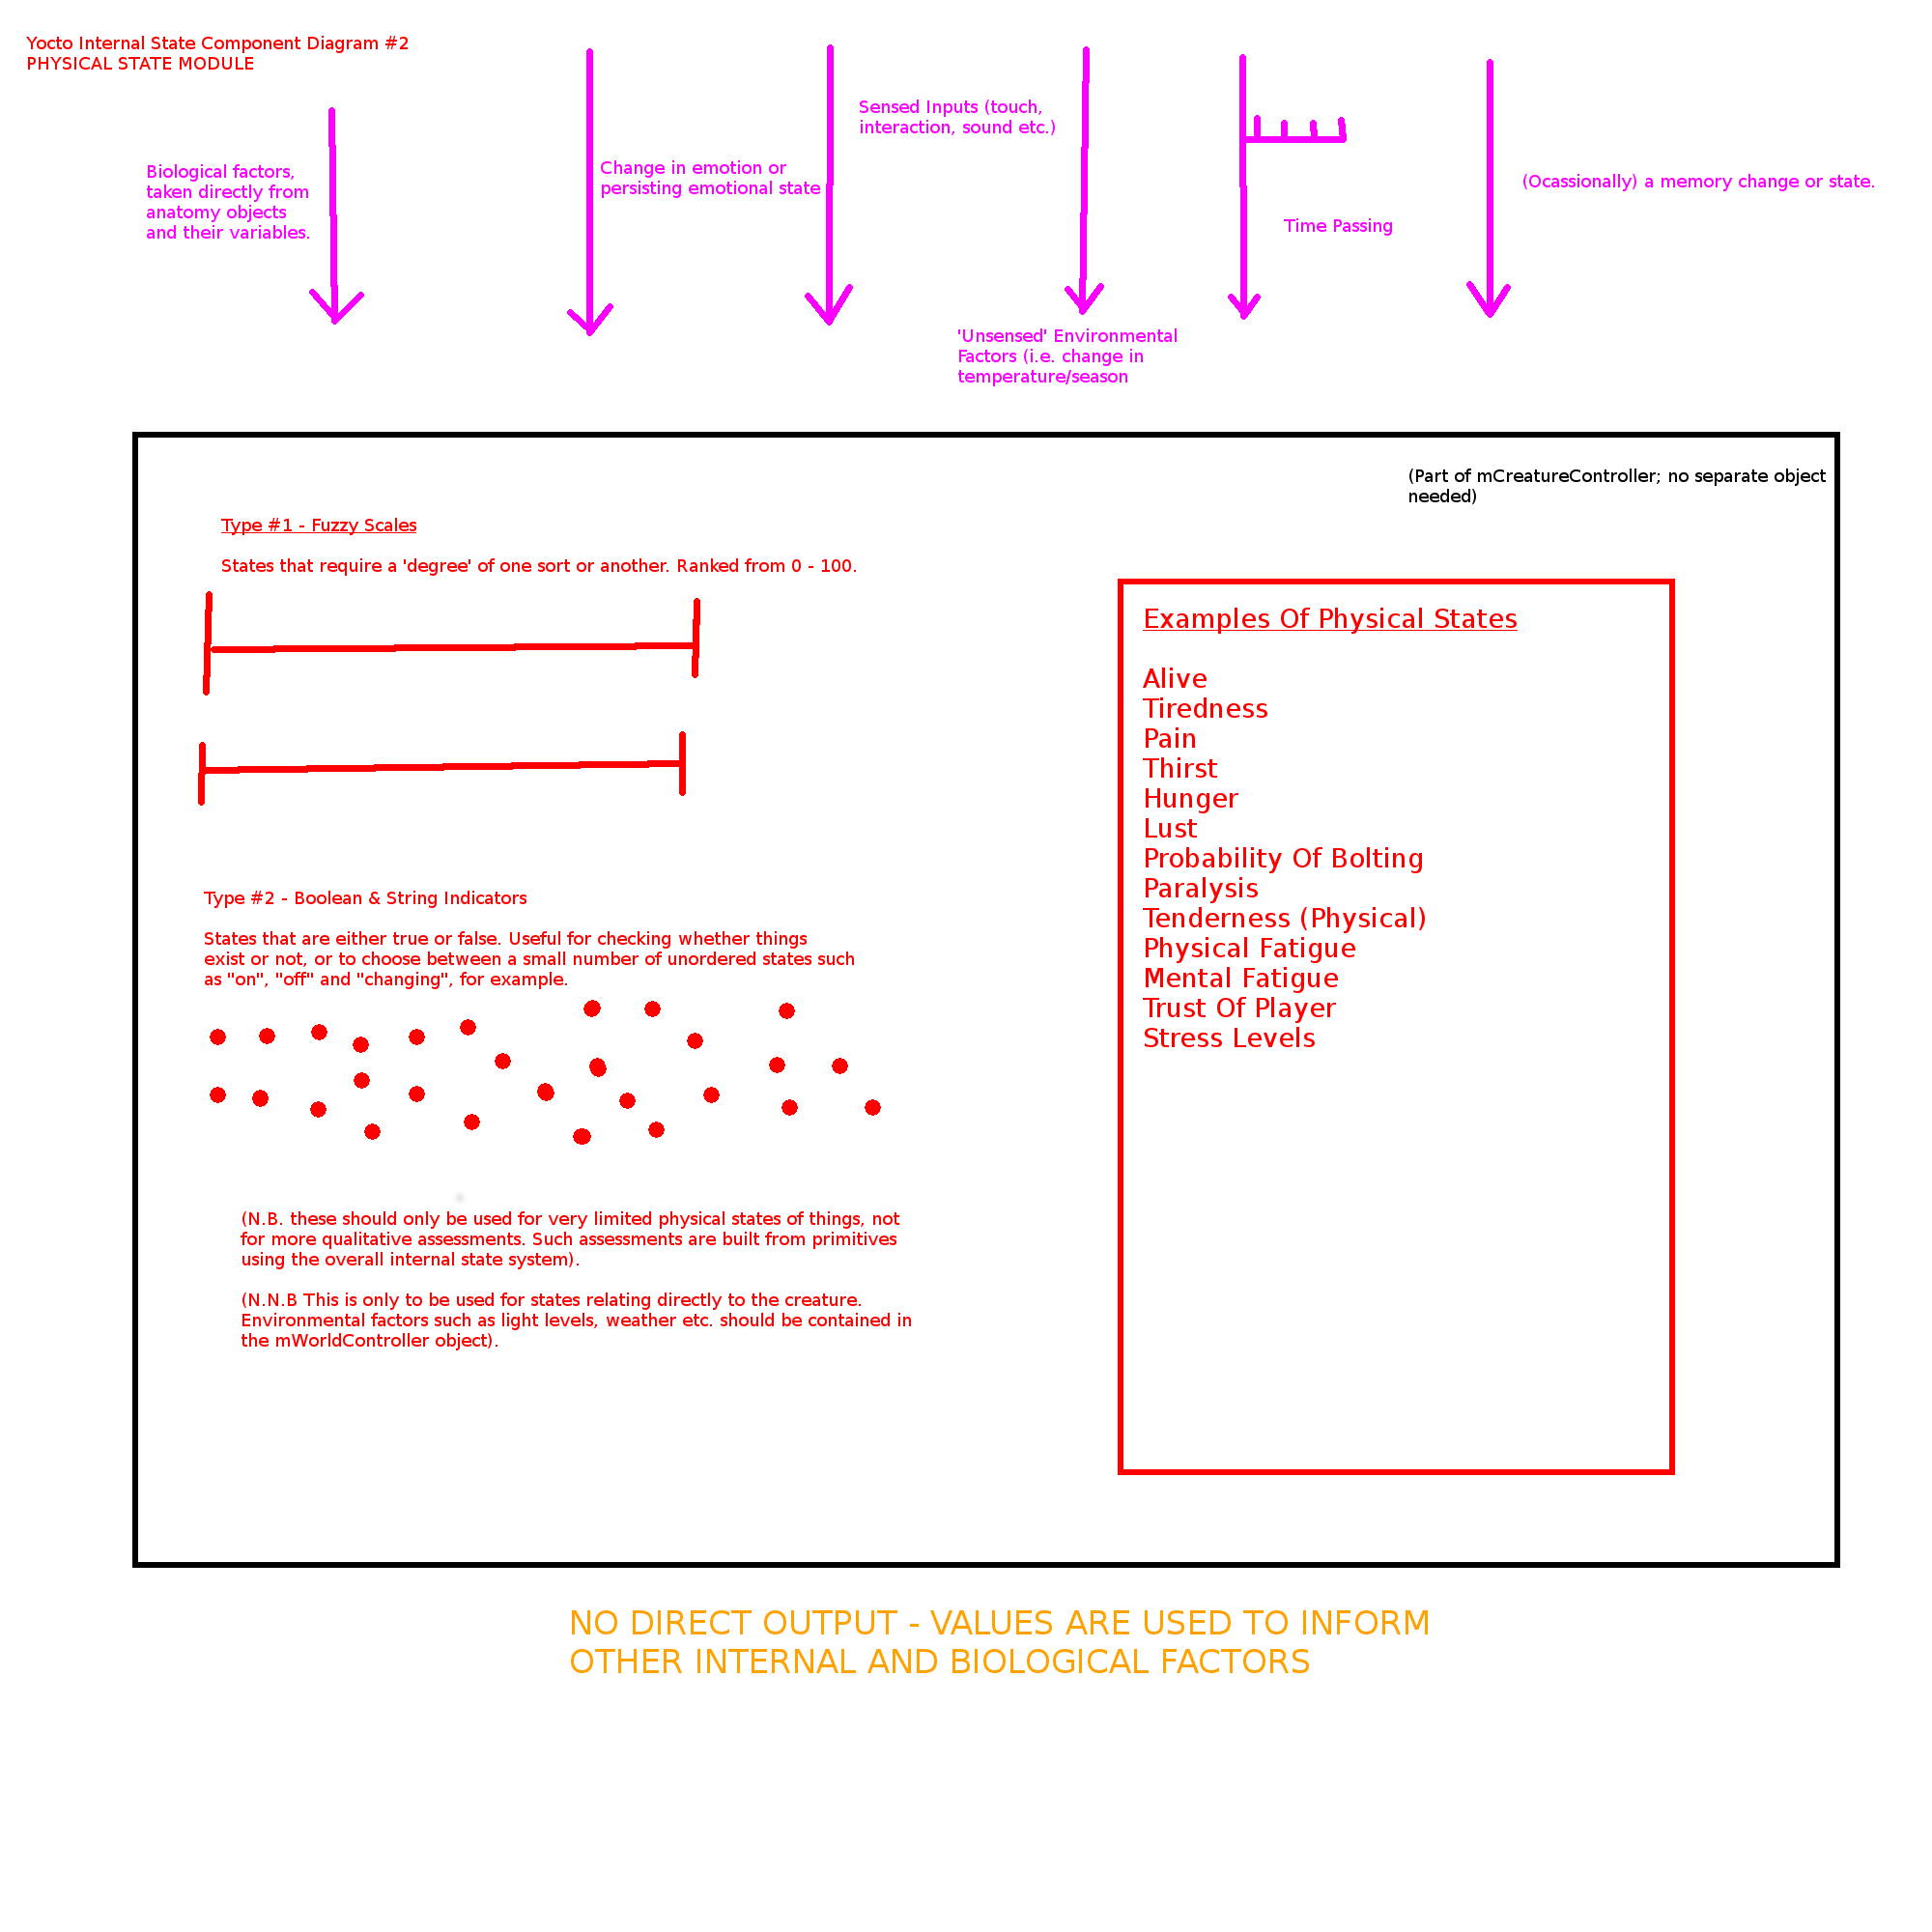 Yocto Internal State Component Diagram #2
PHYSICAL STATE MODULE
Biological factors,
taken directly from
anatomy objects
and their variables.
Change in emotion or
persisting emotional state
Sensed Inputs (touch,
interaction, sound etc.)
'Unsensed' Environmental
Factors (i.e. change in
temperature/season
Time Passing
(Ocassionally) a memory change or state.
(Part of mCreatureController; no separate object
needed)
Type #1 - Fuzzy Scales
States that require a 'degree' of one sort or another. Ranked from 0 - 100.
Type #2 - Boolean & String Indicators
States that are either true or false. Useful for checking whether things
exist or not, or to choose between a small number of unordered states such
as "on", "off" and "changing", for example.
(N.B. these should only be used for very limited physical states of things, not
for more qualitative assessments. Such assessments are built from primitives
using the overall internal state system).
(N.N.B This is only to be used for states relating directly to the creature.
Environmental factors such as light levels, weather etc. should be contained in
the mWorldController object).
Examples Of Physical States
Alive
Tiredness
Pain
Thirst
Hunger
Lust
Probability Of Bolting
Paralysis
Tenderness (Physical)
Physical Fatigue
Mental Fatigue
Trust Of Player
Stress Levels
NO DIRECT OUTPUT - VALUES ARE USED TO INFORM
OTHER INTERNAL AND BIOLOGICAL FACTORS